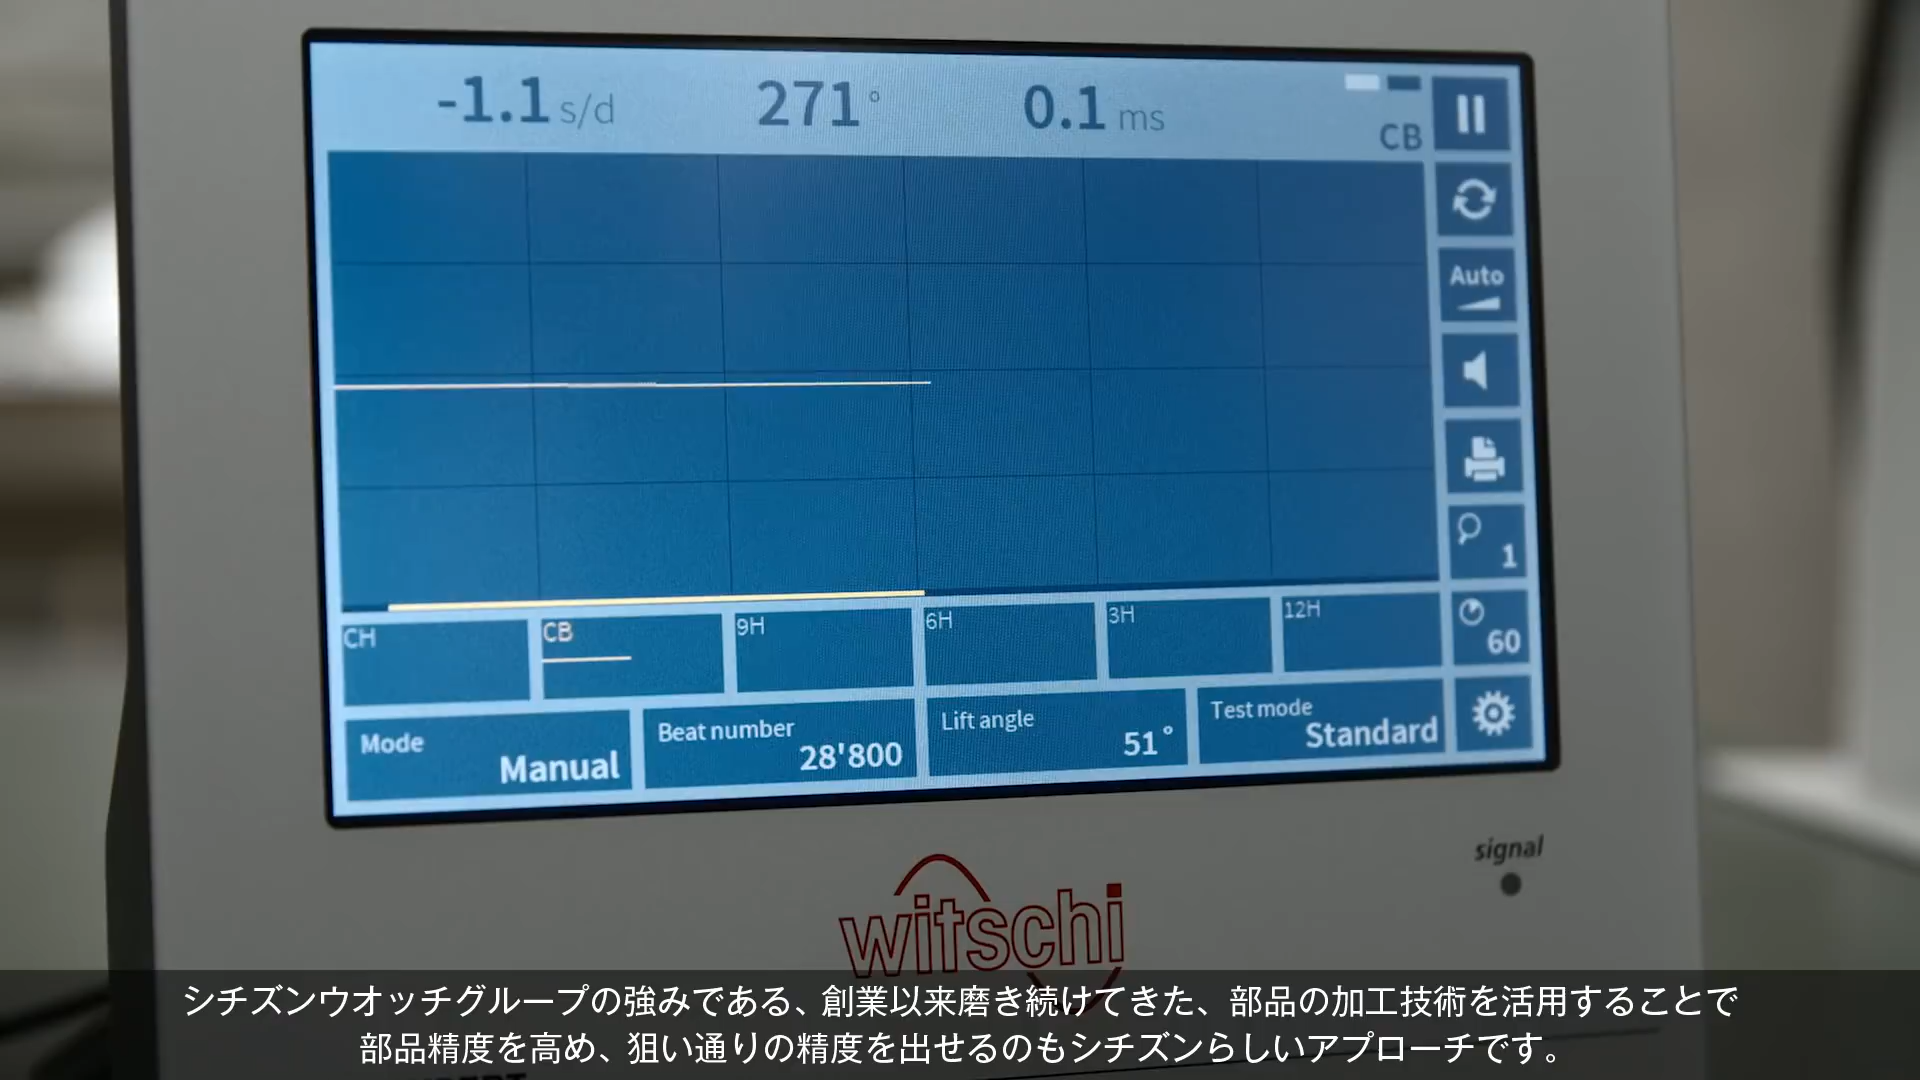 -1.1 s/d 271° 0.1 ms
CB
Auto
1
60
CH CB 9H 6H 3H 12H
Mode Manual
Beat number 28'800
Lift angle 51°
Test mode Standard
signal
witschi
シチズンウオッチグループの強みである、創業以来磨き続けてきた、部品の加工技術を活用することで
部品精度を高め、狙い通りの精度を出せるのもシチズンらしいアプローチです。